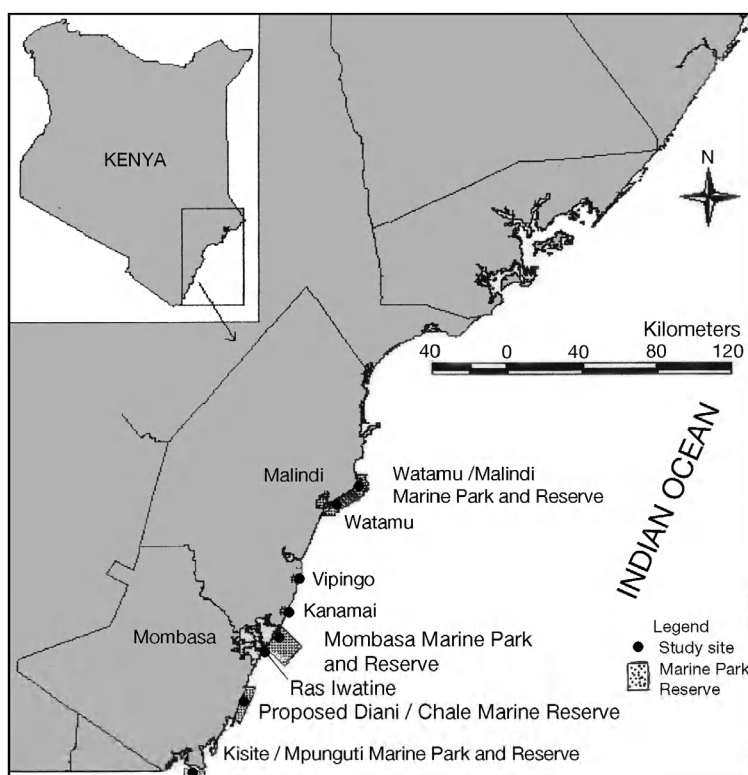 KENYA
N
Kilometers
40 0 40 80 120
INDIAN OCEAN
Malindi
Watamu /Malindi
Marine Park and Reserve
Watamu
Vipingo
Kanamai
Mombasa
Mombasa Marine Park
and Reserve
Ras Iwatine
Proposed Diani / Chale Marine Reserve
Kisite / Mpunguti Marine Park and Reserve
Legend
Study site
Marine Park
Reserve